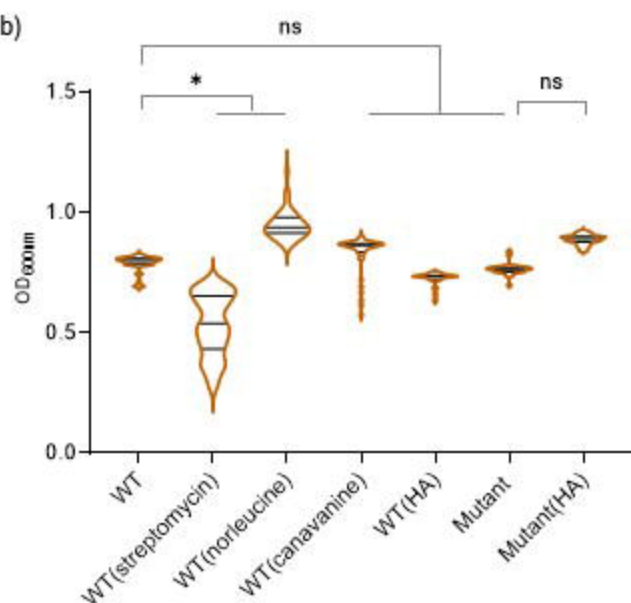 b)
ns
*
ns
1.5
1.0
0.5
0.0
OD600nm
WT
WT(streptomycin)
WT(norleucine)
WT(canavanine)
WT(HA)
Mutant
Mutant(HA)